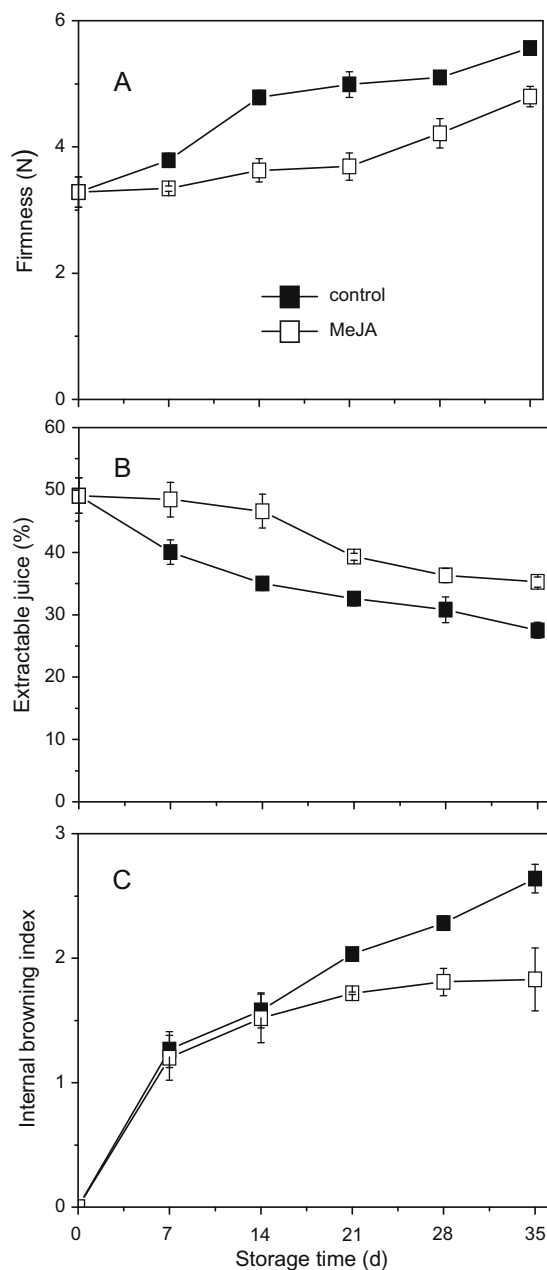 6
A
4
Firmness (N)
control
MeJA
2
0
60
B
50
40
Extractable juice (%)
30
20
10
0
3
C
2
Internal browning index
1
0
0 7 14 21 28 35
Storage time (d)